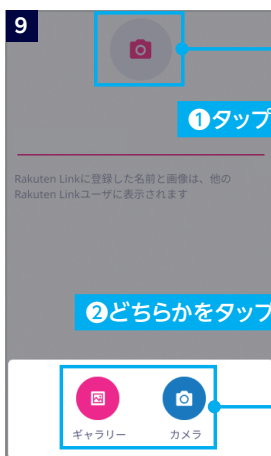 9
❶タップ
Rakuten Linkに登録した名前と画像は、他の
Rakuten Linkユーザに表示されます
❷どちらかをタップ
ギャラリー
カメラ